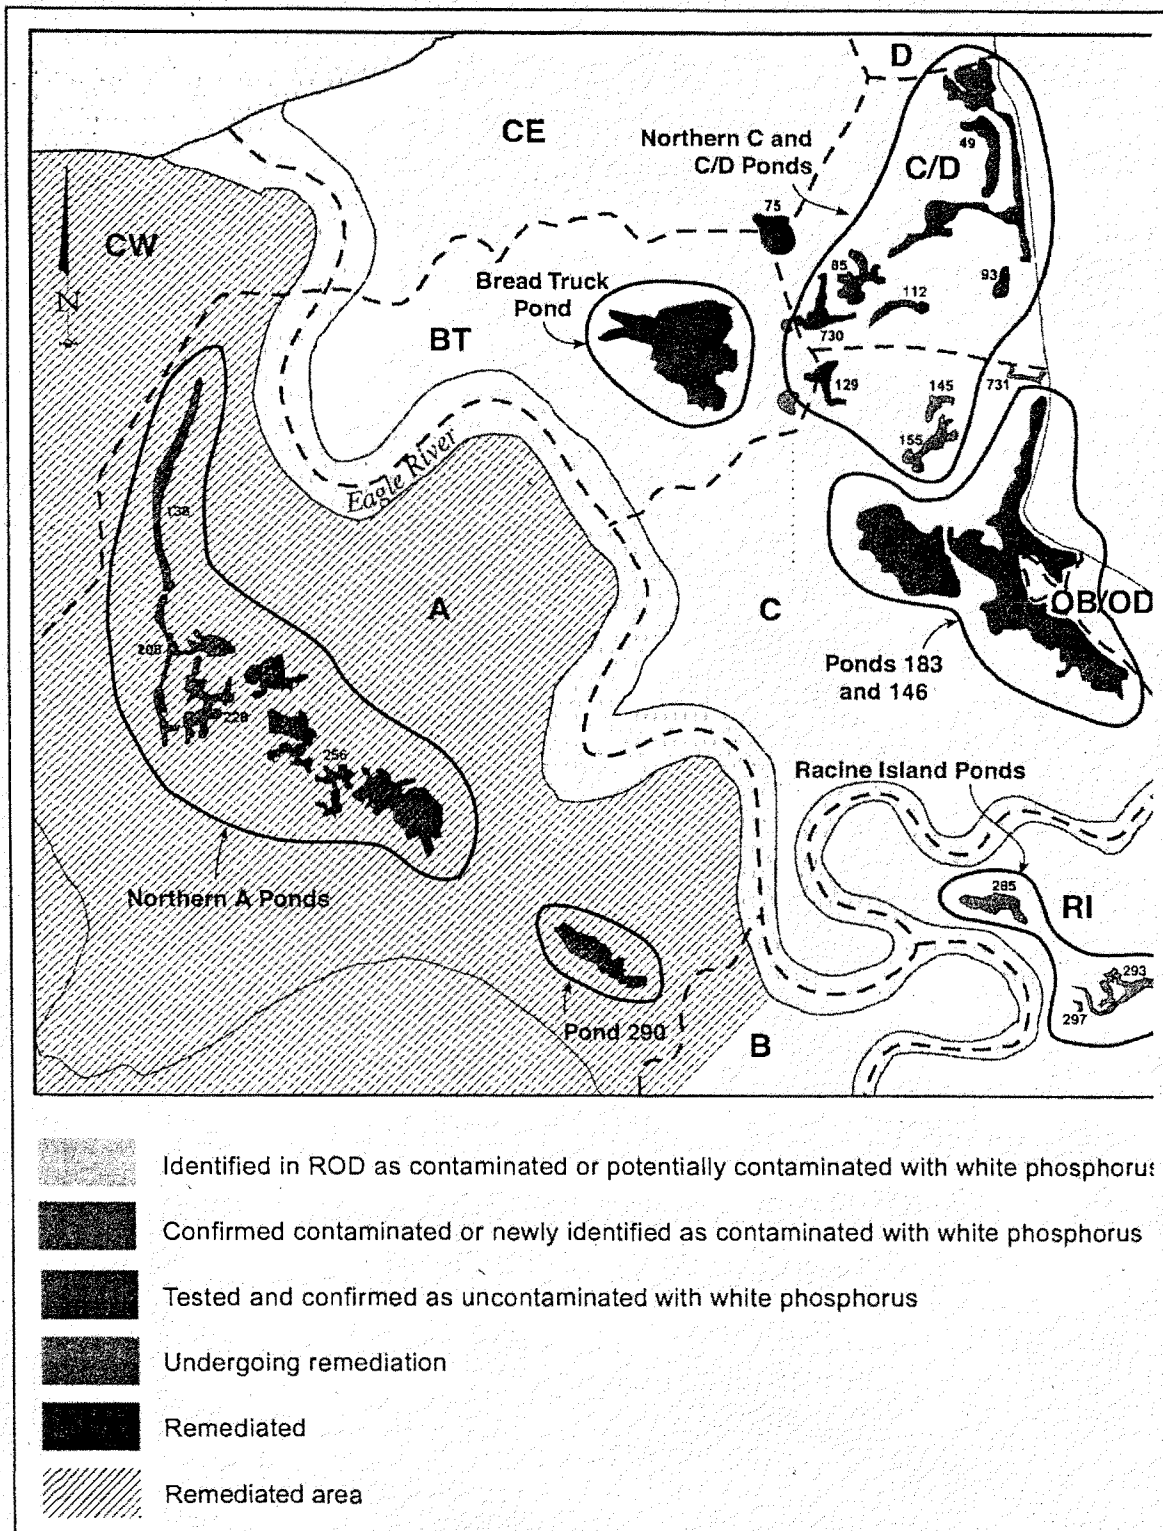 D
CE
Northern C and
C/D Ponds
49
C/D
75
CW
Bread Truck
Pond
85
93
112
N
BT
730
129
145
731
155
Eagle River
138
A
C
OB/OD
208
Ponds 183
and 146
228
256
Racine Island Ponds
Northern A Ponds
285
RI
293
297
Pond 290
B
Identified in ROD as contaminated or potentially contaminated with white phosphorus
Confirmed contaminated or newly identified as contaminated with white phosphorus
Tested and confirmed as uncontaminated with white phosphorus
Undergoing remediation
Remediated
Remediated area